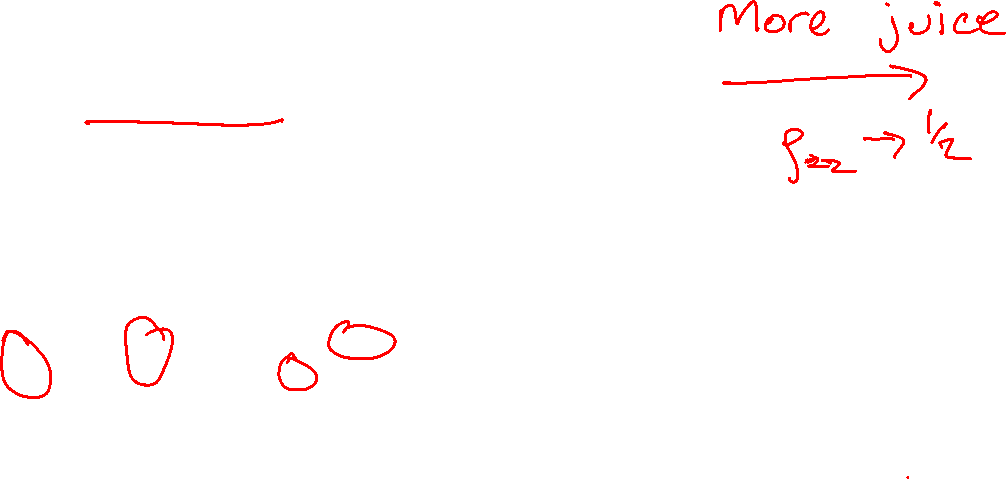 More juice
ρ₂₂ → 1/2